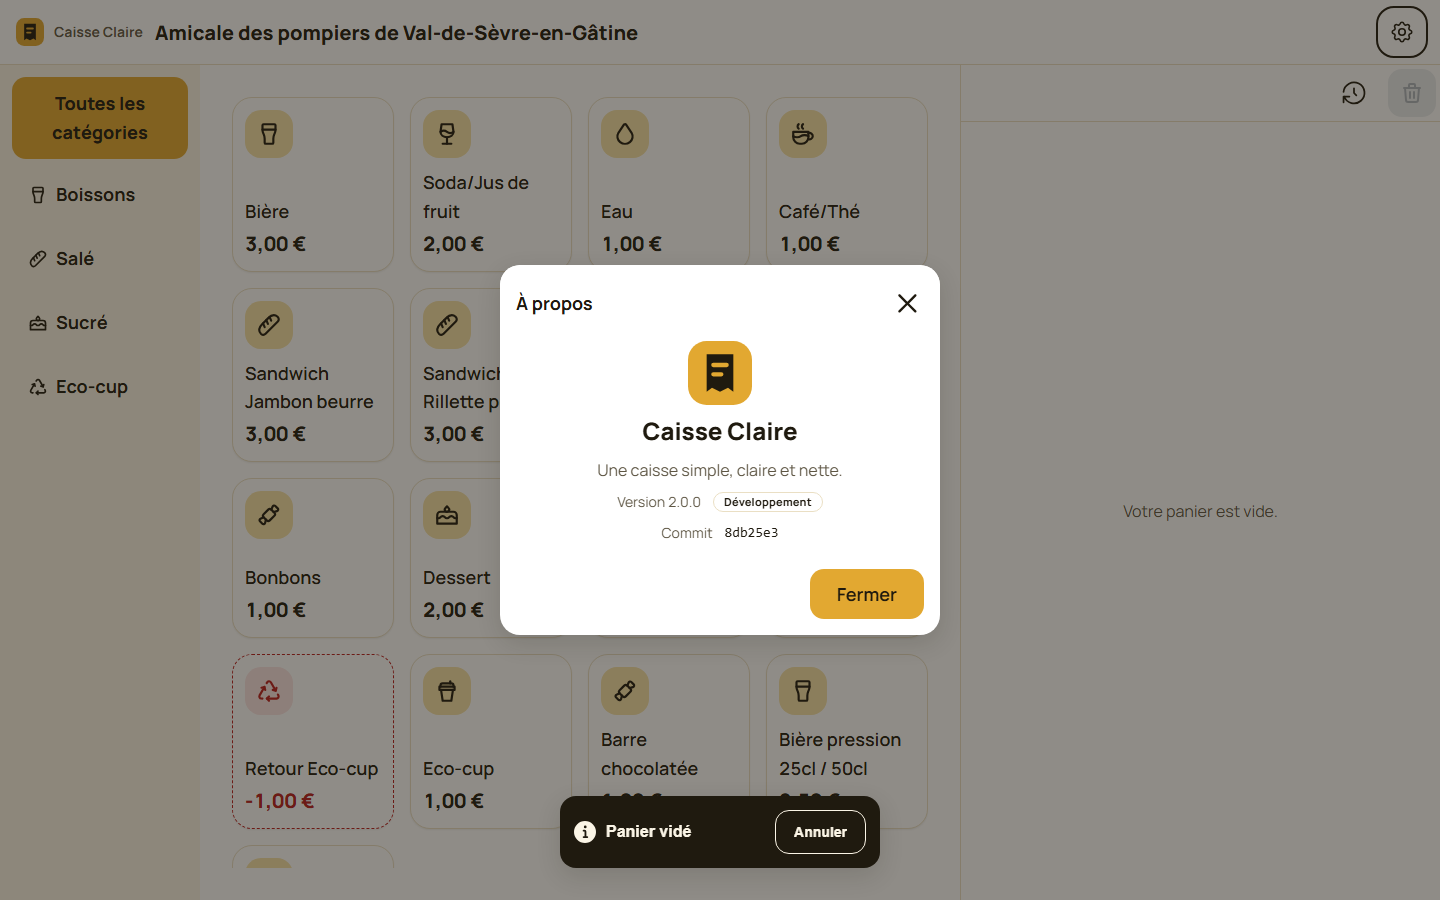 Caisse Claire
Amicale des pompiers de Val-de-Sèvre-en-Gâtine
Toutes les
catégories
Boissons
Salé
Sucré
Eco-cup
Bière
3,00 €
Soda/Jus de
fruit
2,00 €
Eau
1,00 €
Café/Thé
1,00 €
Sandwich
Jambon beurre
3,00 €
Sandwich
Rillette p
3,00 €
Bonbons
1,00 €
Dessert
2,00 €
Retour Eco-cup
-1,00 €
Eco-cup
1,00 €
Barre
chocolatée
Bière pression
25cl / 50cl
Votre panier est vide.
À propos
Caisse Claire
Une caisse simple, claire et nette.
Version 2.0.0 Développement
Commit 8db25e3
Fermer
Panier vidé
Annuler